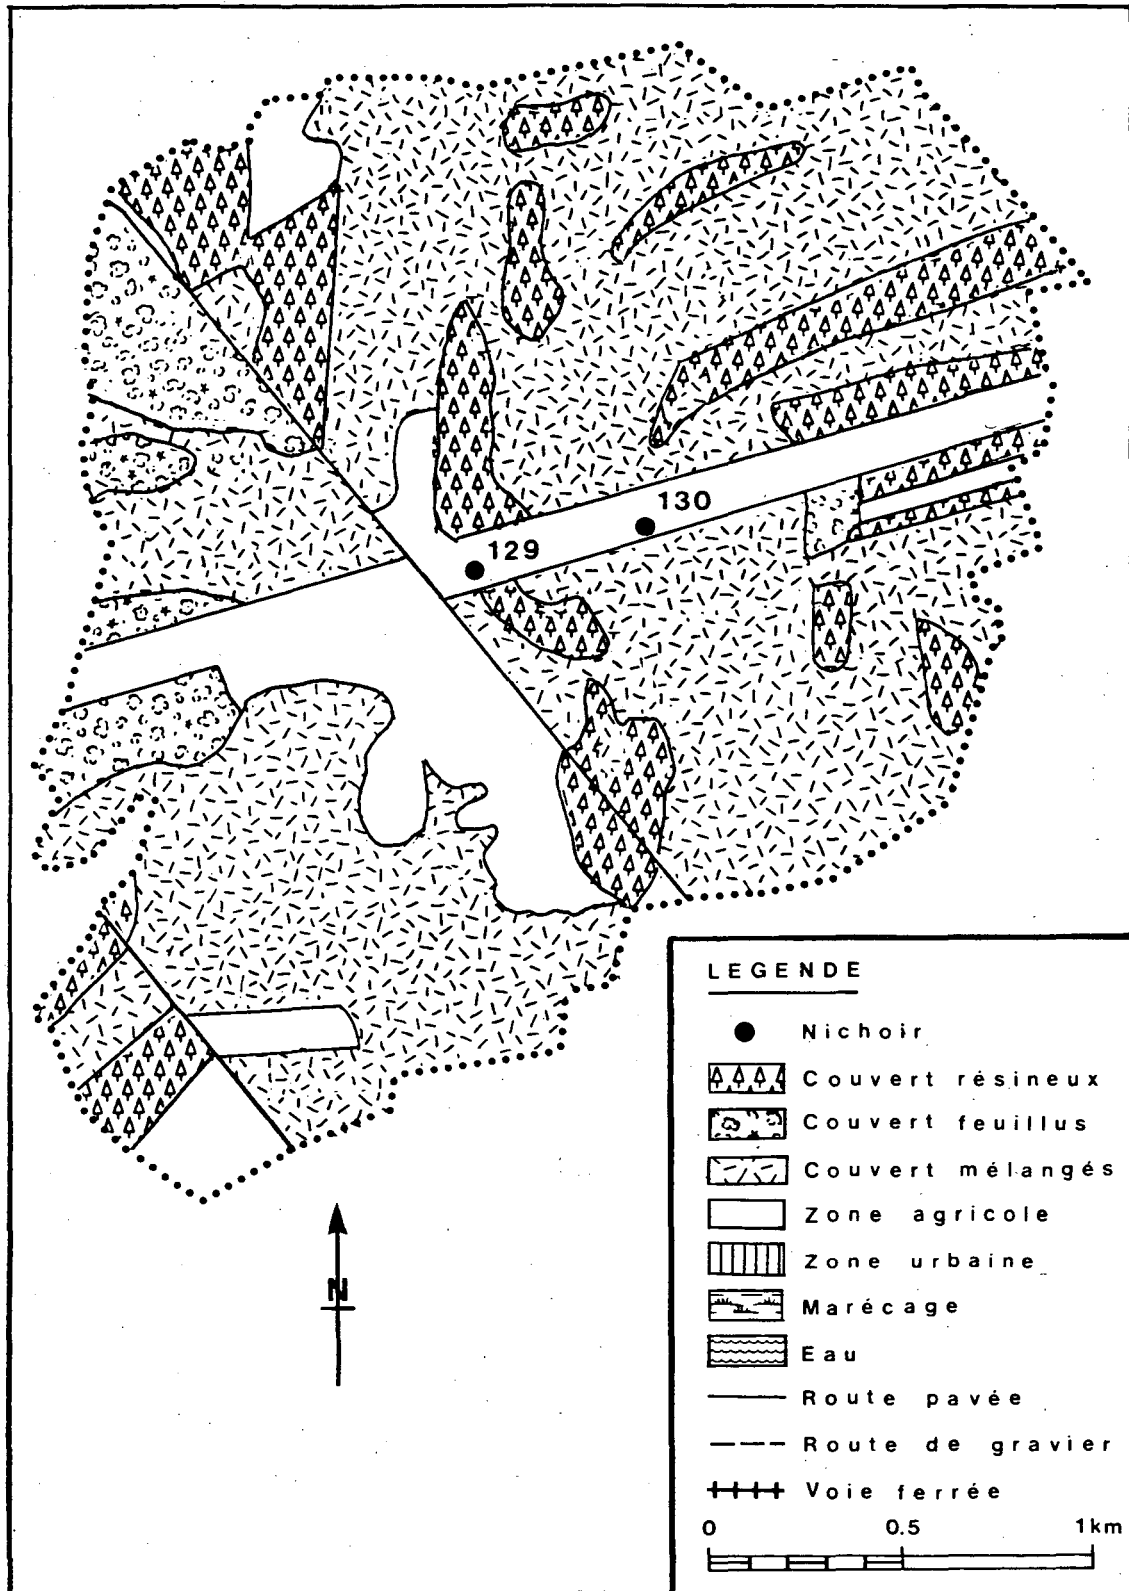 130
129
N
LEGENDE
Nichoir
Couvert résineux
Couvert feuillus
Couvert mélangés
Zone agricole
Zone urbaine
Marécage
Eau
Route pavée
Route de gravier
Voie ferrée
0 0.5 1km